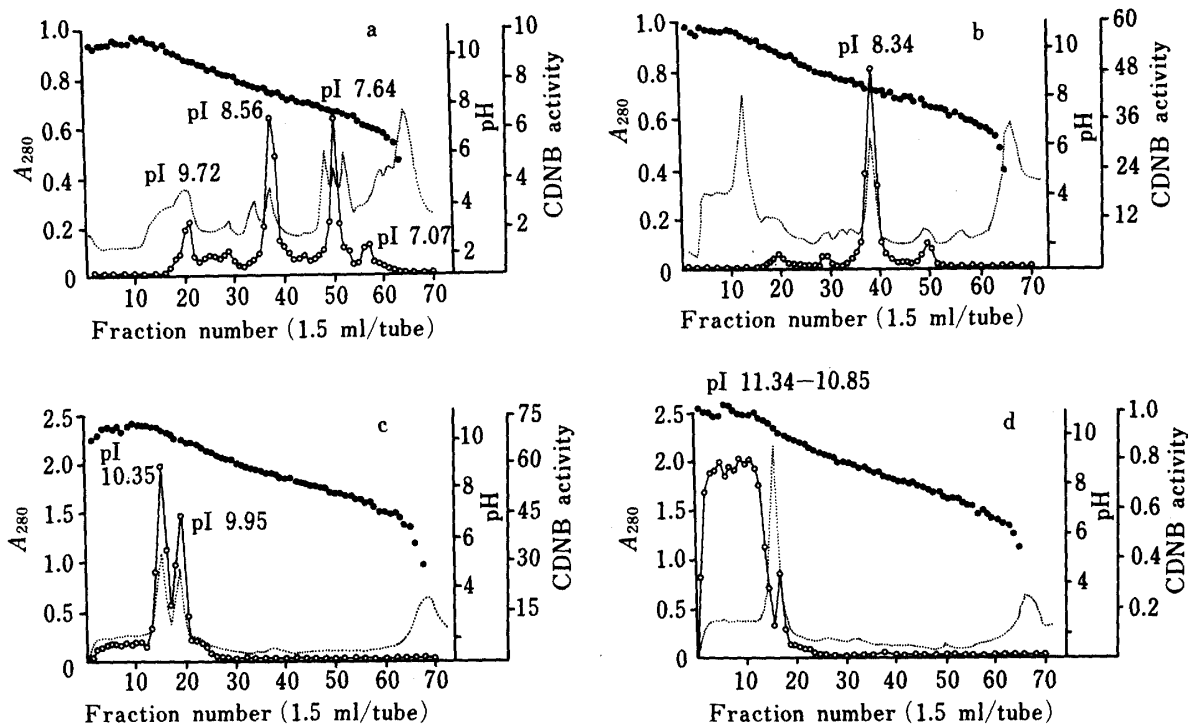 a
1.0
0.8
0.6
0.4
0.2
0
A280
10 20 30 40 50 60 70
Fraction number (1.5 ml/tube)
pI 9.72
pI 8.56
pI 7.64
pI 7.07
10
8
6
4
2
pH
10
8
6
4
2
CDNB activity
b
1.0
0.8
0.6
0.4
0.2
0
A280
10 20 30 40 50 60 70
Fraction number (1.5 ml/tube)
pI 8.34
10
8
6
4
pH
60
48
36
24
12
CDNB activity
c
2.5
2.0
1.5
1.0
0.5
0
A280
10 20 30 40 50 60 70
Fraction number (1.5 ml/tube)
pI
10.35
pI 9.95
10
8
6
4
pH
75
60
45
30
15
CDNB activity
pI 11.34—10.85
d
2.5
2.0
1.5
1.0
0.5
0
A280
10 20 30 40 50 60 70
Fraction number (1.5 ml/tube)
10
8
6
4
pH
1.0
0.8
0.6
0.4
0.2
CDNB activity